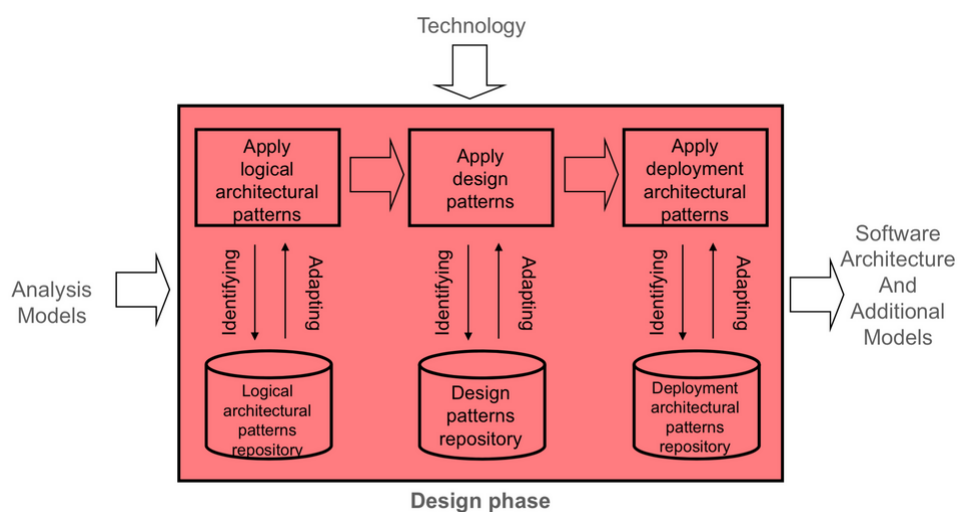 Technology
Apply
logical
architectural
patterns
Apply
design
patterns
Apply
deployment
architectural
patterns
Identifying
Adapting
Identifying
Adapting
Identifying
Adapting
Analysis
Models
Software
Architecture
And
Additional
Models
Logical
architectural
patterns
repository
Design
patterns
repository
Deployment
architectural
patterns
repository
Design phase